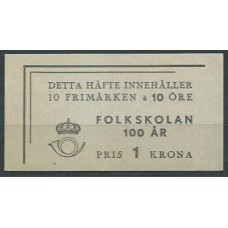 DETTA HÄFTE INNEHÅLLER
10 FRIMÄRKEN à 10 ÖRE
FOLKSKOLAN
100 ÅR
PRIS 1 KRONA